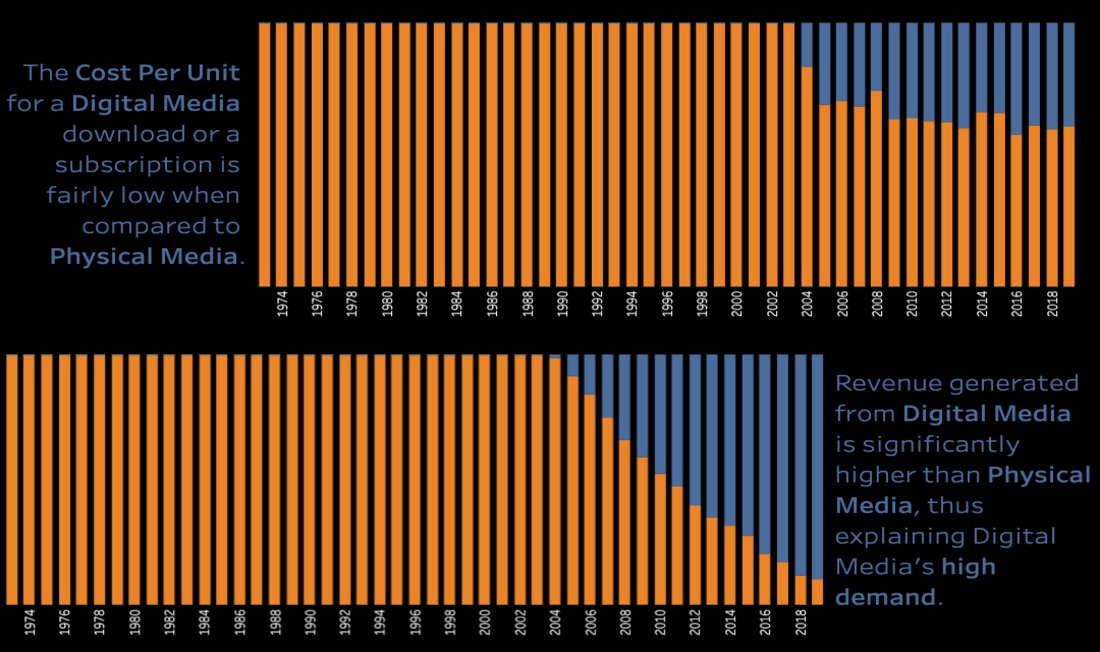 The Cost Per Unit
for a Digital Media
download or a
subscription is
fairly low when
compared to
Physical Media.
1974 1976 1978 1980 1982 1984 1986 1988 1990 1992 1994 1996 1998 2000 2002 2004 2006 2008 2010 2012 2014 2016 2018
1974 1976 1978 1980 1982 1984 1986 1988 1990 1992 1994 1996 1998 2000 2002 2004 2006 2008 2010 2012 2014 2016 2018
Revenue generated
from Digital Media
is significantly
higher than Physical
Media, thus
explaining Digital
Media's high
demand.